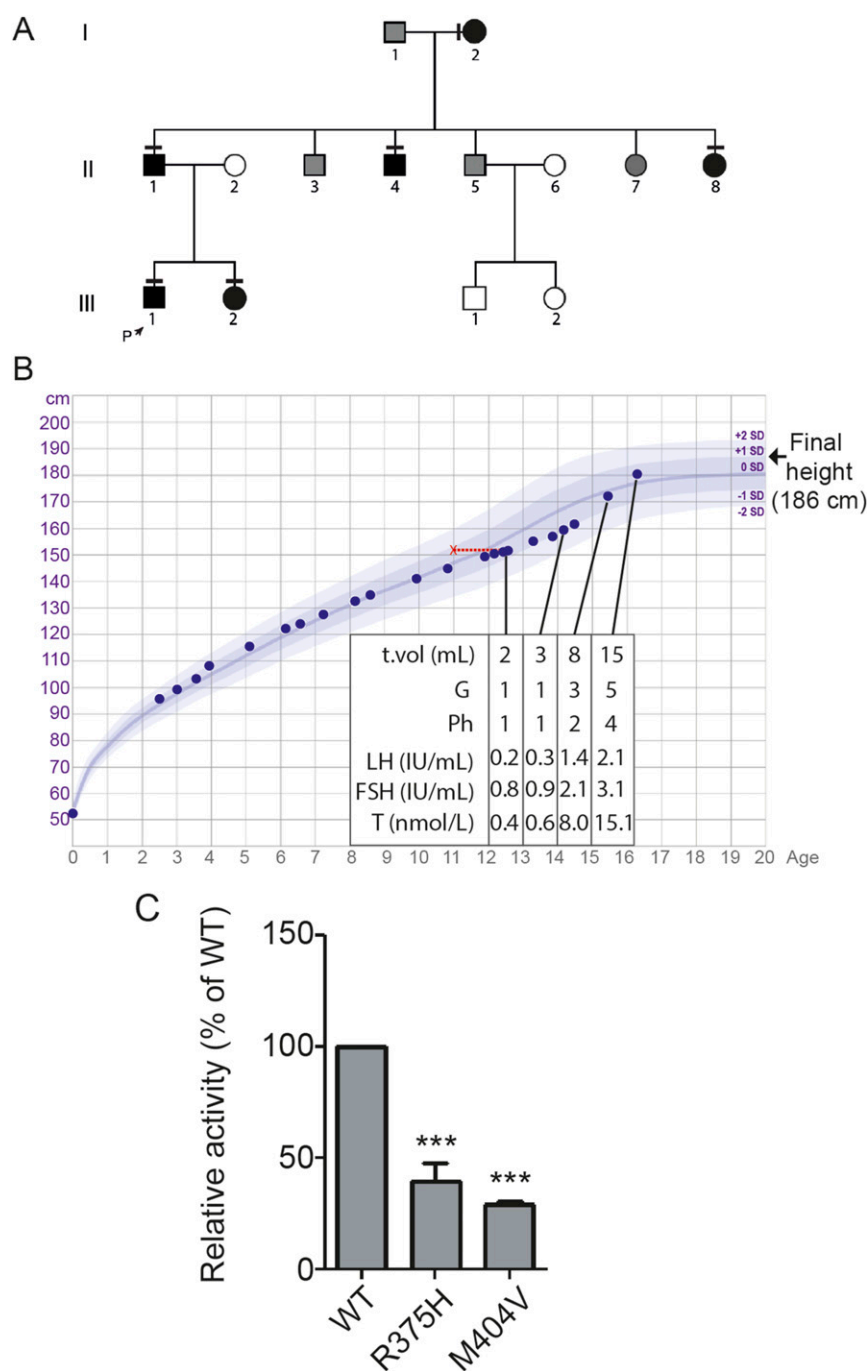 A
I
1 2
II
1 2 3 4 5 6 7 8
III
1 2 1 2
P
B
cm
200
190
180
170
160
150
140
130
120
110
100
90
80
70
60
50
+2 SD
+1 SD
0 SD
-1 SD
-2 SD
Final
height
(186 cm)
X
t.vol (mL) 2 3 8 15
G 1 1 3 5
Ph 1 1 2 4
LH (IU/mL) 0.2 0.3 1.4 2.1
FSH (IU/mL) 0.8 0.9 2.1 3.1
T (nmol/L) 0.4 0.6 8.0 15.1
0 1 2 3 4 5 6 7 8 9 10 11 12 13 14 15 16 17 18 19 20 Age
C
Relative activity (% of WT)
150
100
50
0
*** ***
WT R375H M404V